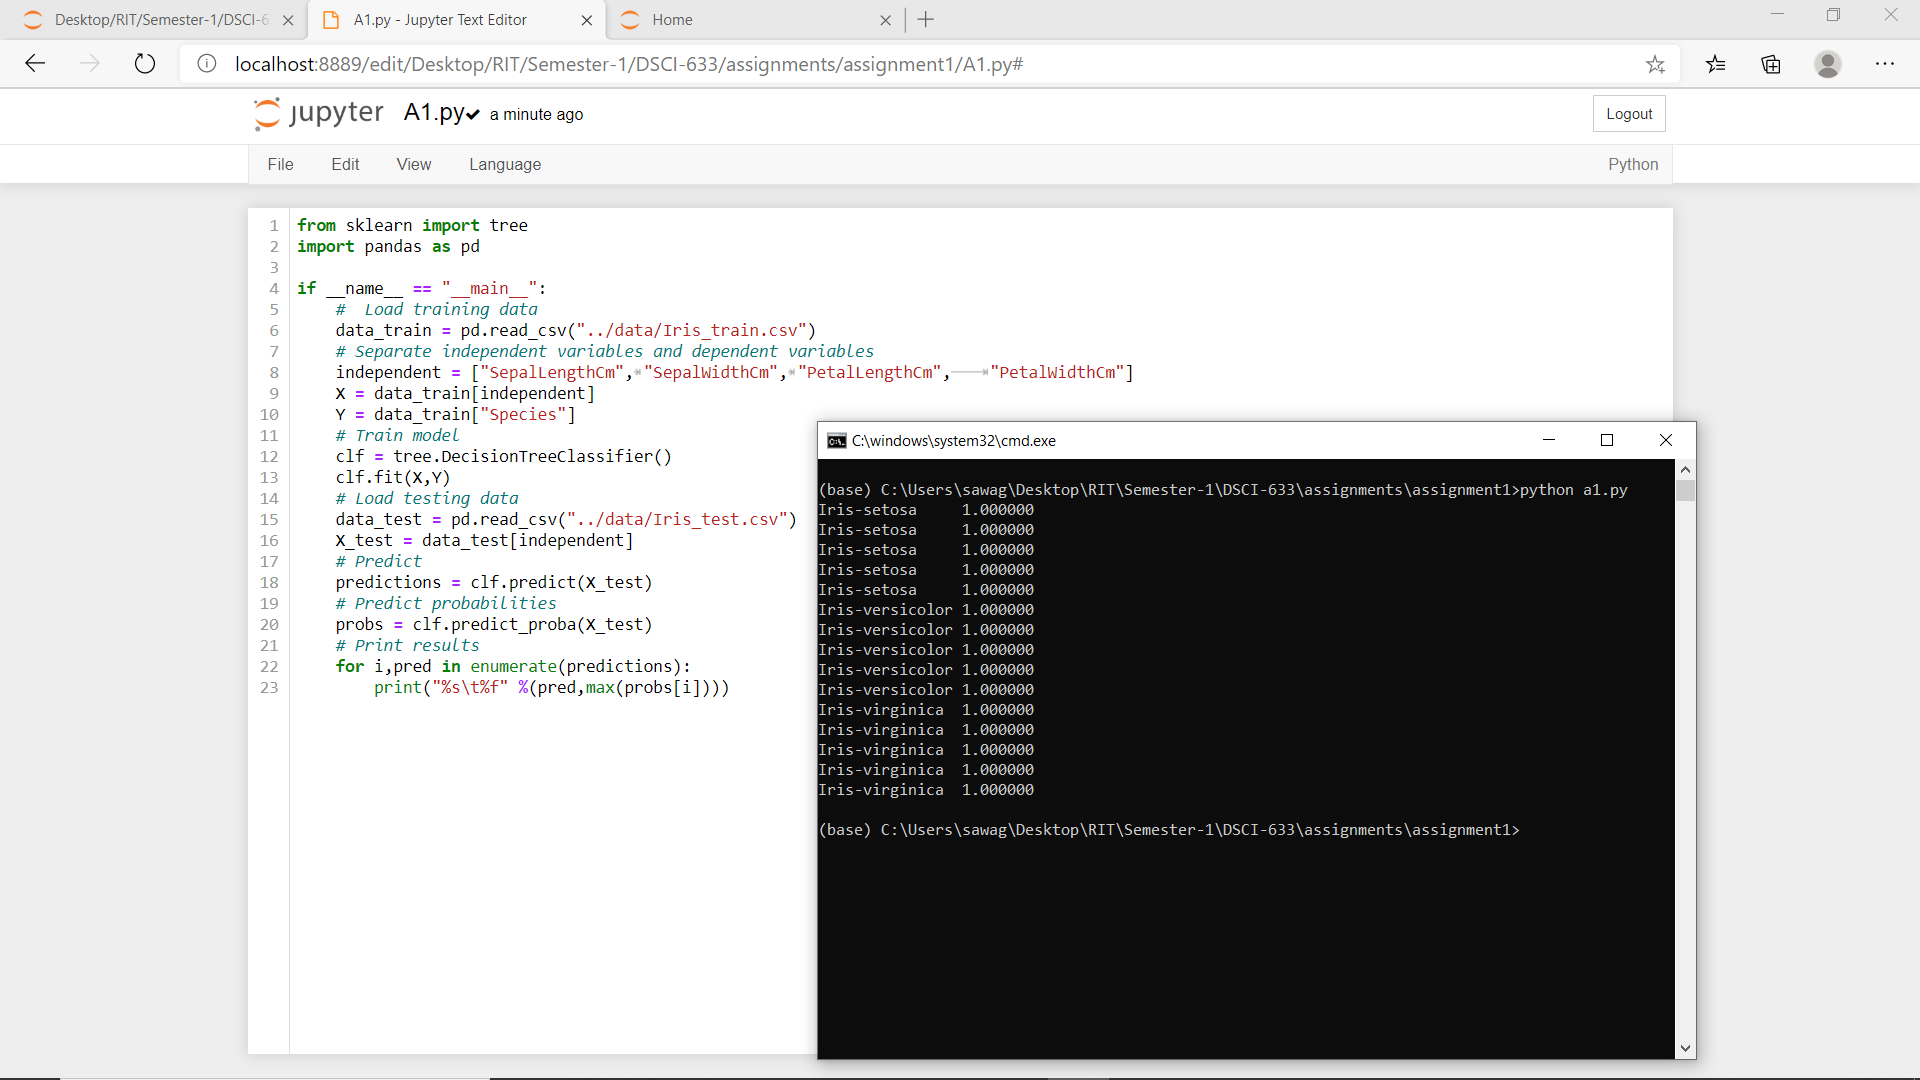 Desktop/RIT/Semester-1/DSCI-6
A1.py - Jupyter Text Editor
Home
localhost:8889/edit/Desktop/RIT/Semester-1/DSCI-633/assignments/assignment1/A1.py#
jupyter A1.py✔ a minute ago
Logout
File Edit View Language
Python
1 from sklearn import tree
2 import pandas as pd
3
4 if __name__ == "__main__":
5     #  Load training data
6     data_train = pd.read_csv("../data/Iris_train.csv")
7     # Separate independent variables and dependent variables
8     independent = ["SepalLengthCm",	"SepalWidthCm",	"PetalLengthCm",	"PetalWidthCm"]
9     X = data_train[independent]
10     Y = data_train["Species"]
11     # Train model
12     clf = tree.DecisionTreeClassifier()
13     clf.fit(X,Y)
14     # Load testing data
15     data_test = pd.read_csv("../data/Iris_test.csv")
16     X_test = data_test[independent]
17     # Predict
18     predictions = clf.predict(X_test)
19     # Predict probabilities
20     probs = clf.predict_proba(X_test)
21     # Print results
22     for i,pred in enumerate(predictions):
23         print("%s\t%f" %(pred,max(probs[i])))
C:\windows\system32\cmd.exe
(base) C:\Users\sawag\Desktop\RIT\Semester-1\DSCI-633\assignments\assignment1>python a1.py
Iris-setosa     1.000000
Iris-setosa     1.000000
Iris-setosa     1.000000
Iris-setosa     1.000000
Iris-setosa     1.000000
Iris-versicolor 1.000000
Iris-versicolor 1.000000
Iris-versicolor 1.000000
Iris-versicolor 1.000000
Iris-versicolor 1.000000
Iris-virginica  1.000000
Iris-virginica  1.000000
Iris-virginica  1.000000
Iris-virginica  1.000000
Iris-virginica  1.000000
(base) C:\Users\sawag\Desktop\RIT\Semester-1\DSCI-633\assignments\assignment1>